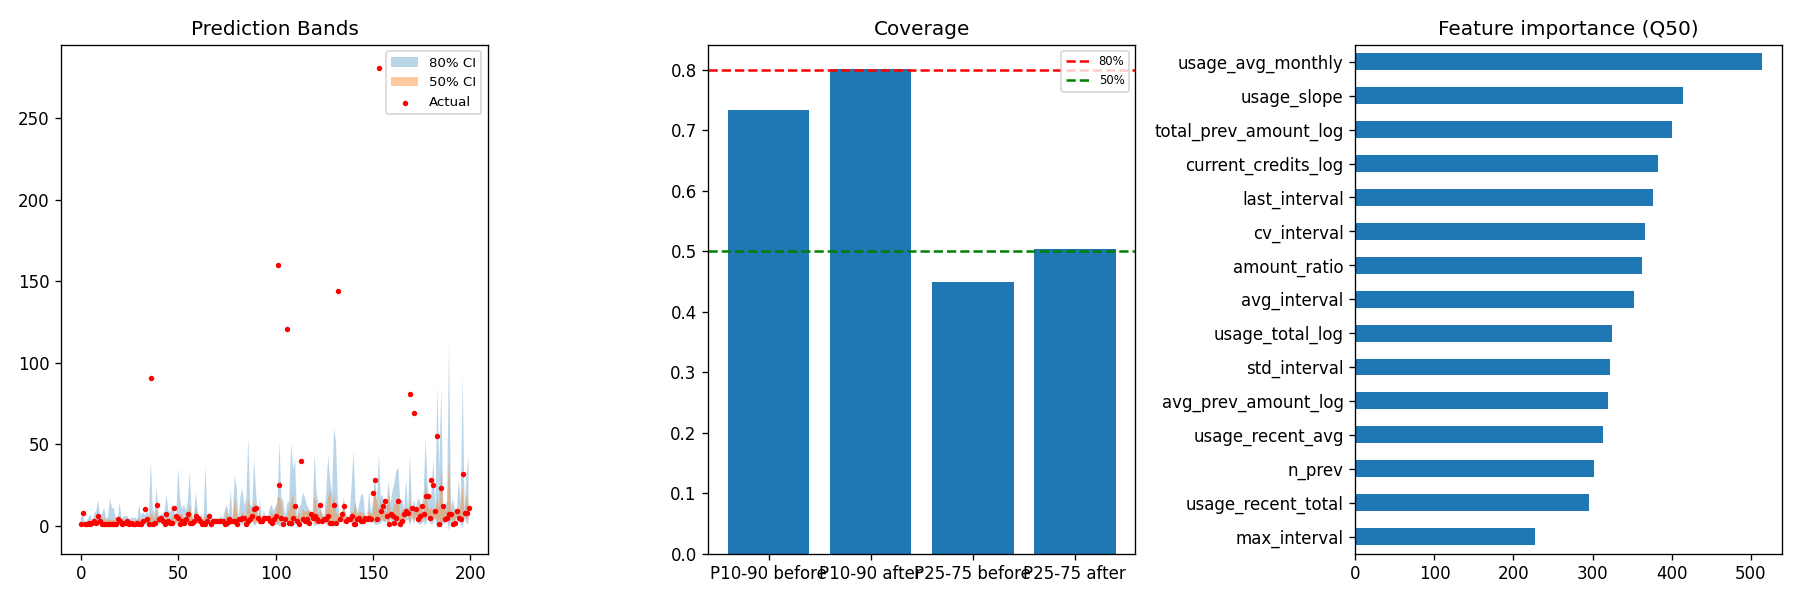 Prediction Bands
80% CI
50% CI
Actual
250
200
150
100
50
0
0 50 100 150 200
Coverage
80%
50%
0.8
0.7
0.6
0.5
0.4
0.3
0.2
0.1
0.0
P10-90 before P10-90 after P25-75 before P25-75 after
Feature importance (Q50)
usage_avg_monthly
usage_slope
total_prev_amount_log
current_credits_log
last_interval
cv_interval
amount_ratio
avg_interval
usage_total_log
std_interval
avg_prev_amount_log
usage_recent_avg
n_prev
usage_recent_total
max_interval
0 100 200 300 400 500